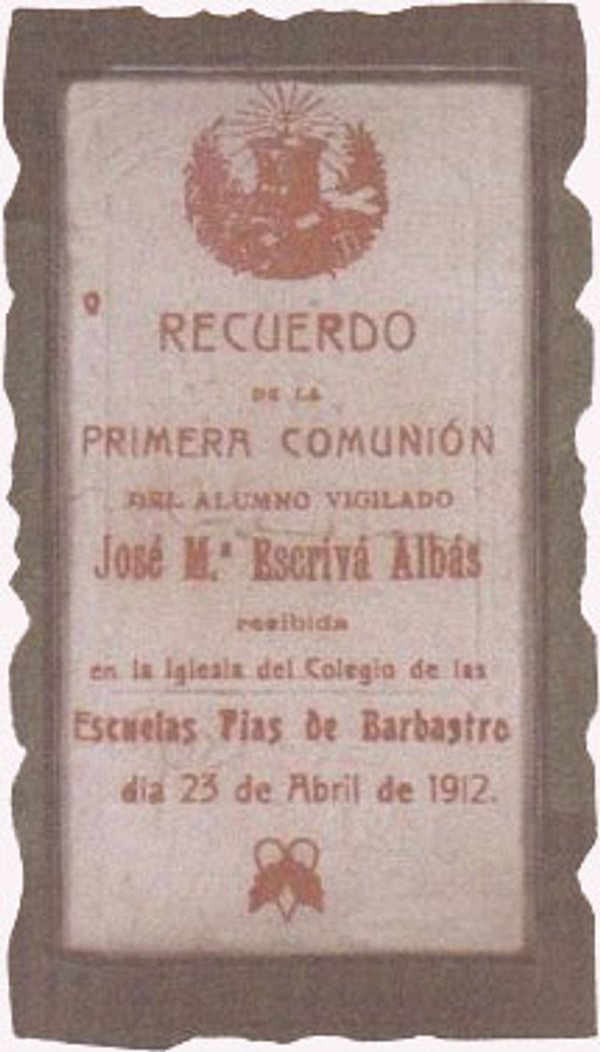 RECUERDO
DE LA
PRIMERA COMUNIÓN
DEL ALUMNO VIGILADO
José M.ª Escrivá Albás
recibida
en la Iglesia del Colegio de las
Escuelas Pias de Barbastro
día 23 de Abril de 1912.